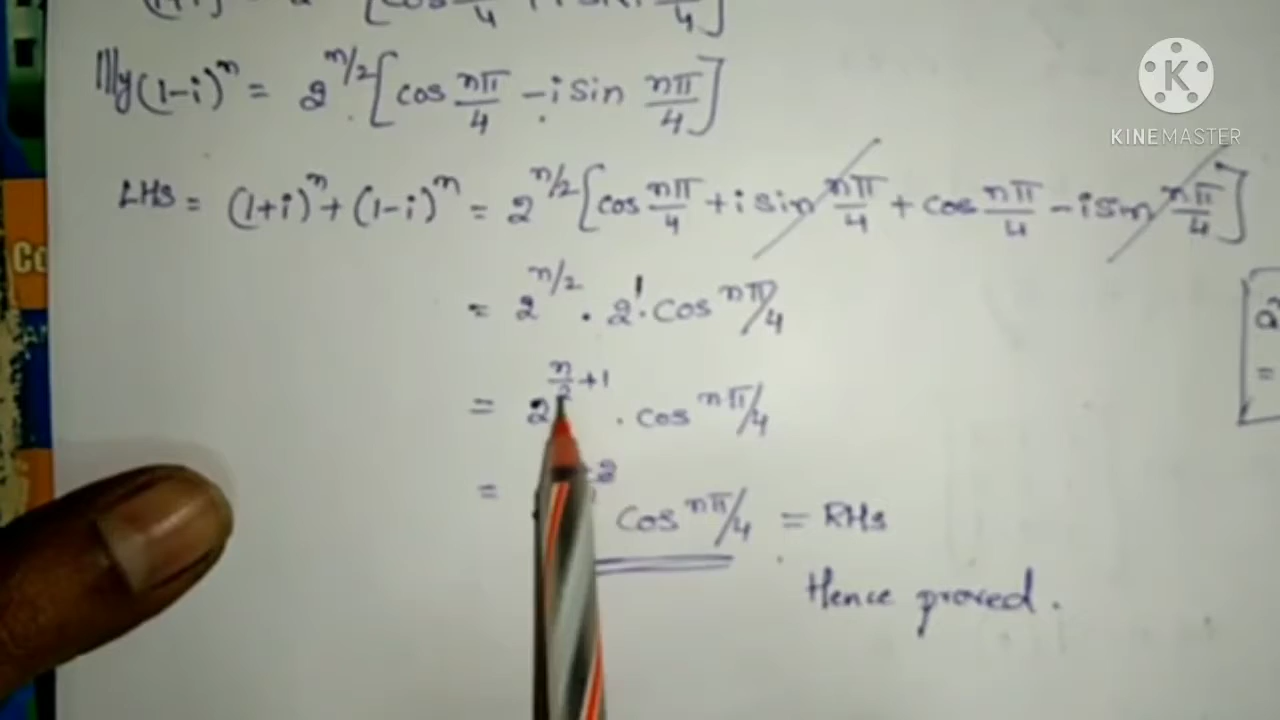 KINEMASTER
|||ly (1-i)^n = 2^{n/2} [cos nπ/4 - i sin nπ/4]
LHS = (1+i)^n + (1-i)^n = 2^{n/2} [cos nπ/4 + i sin nπ/4 + cos nπ/4 - i sin nπ/4]
= 2^{n/2} . 2^1 . cos nπ/4
= 2^{n/2 + 1} . cos nπ/4
= cos nπ/4 = RHS
Hence proved.